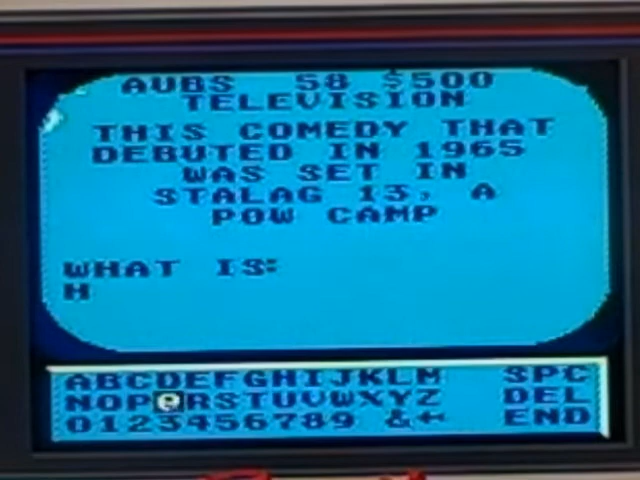 AUBS 58 $500
TELEVISION
THIS COMEDY THAT
DEBUTED IN 1965
WAS SET IN
STALAG 13, A
POW CAMP
WHAT IS:
H
ABCDEFGHIJKLM SPC
NOPQRSTUVWXYZ DEL
0123456789 &← END